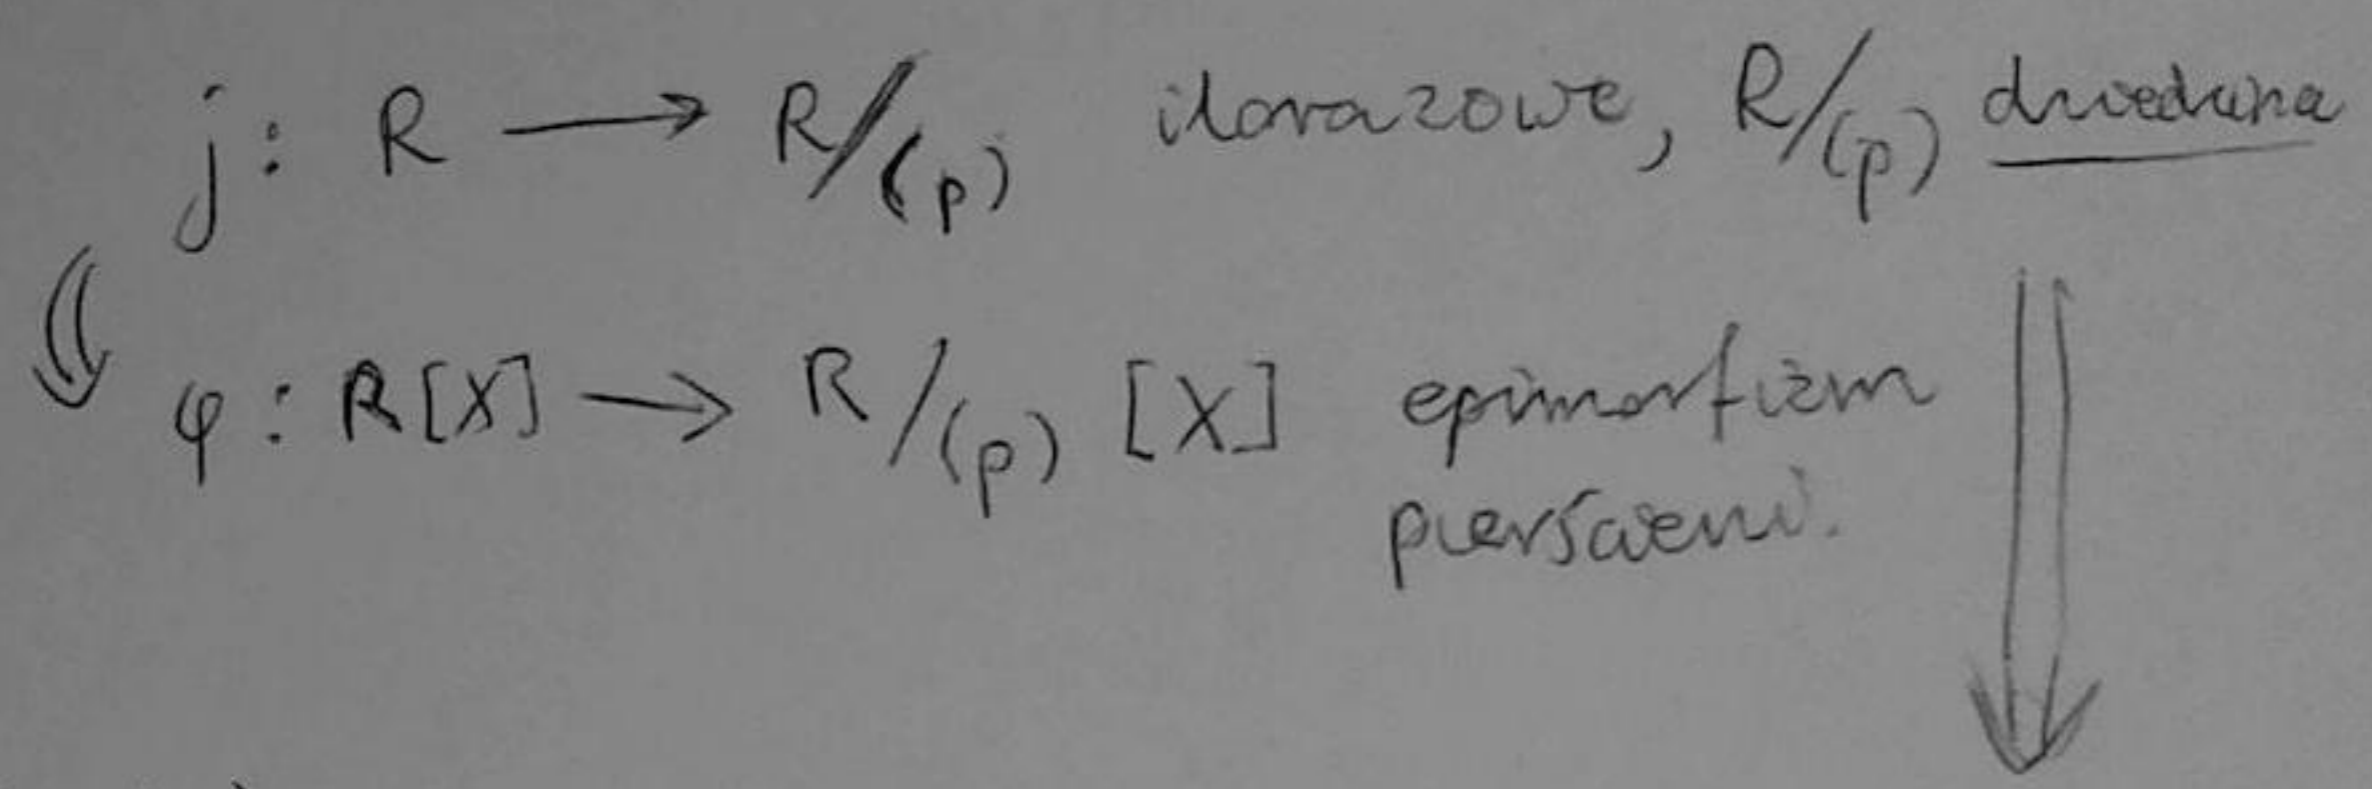 j: R → R/(p) ilorazowe, R/(p) dziedzina
⇓ φ: R[X] → R/(p) [X] epimorfizm ⇓
pierścieni.